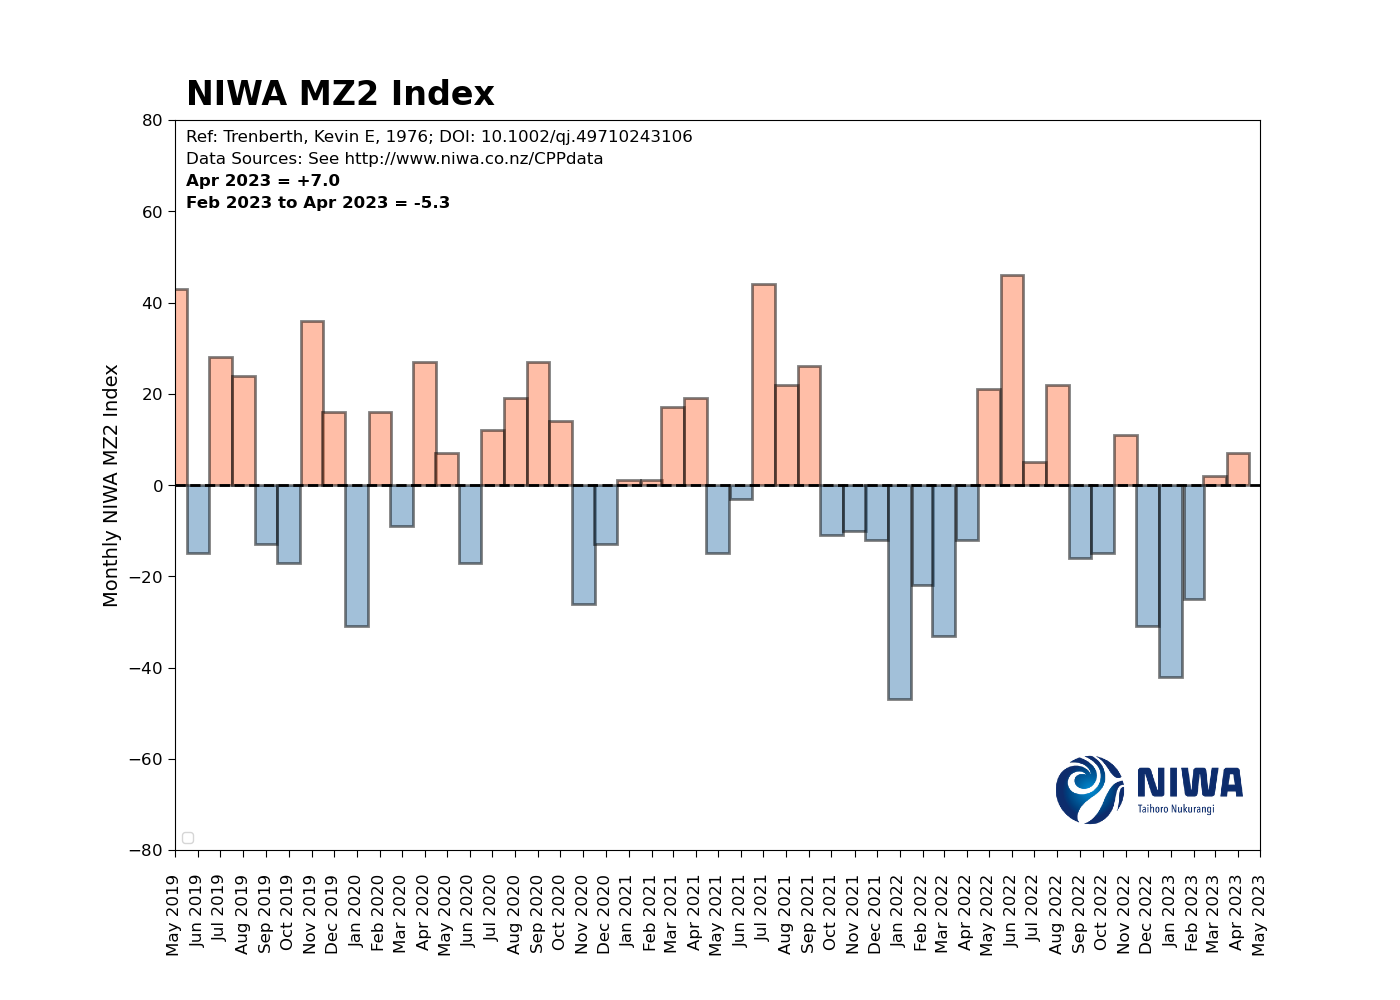 NIWA MZ2 Index
Ref: Trenberth, Kevin E, 1976; DOI: 10.1002/qj.49710243106
Data Sources: See http://www.niwa.co.nz/CPPdata
Apr 2023 = +7.0
Feb 2023 to Apr 2023 = -5.3
Monthly NIWA MZ2 Index
80
60
40
20
0
−20
−40
−60
−80
NIWA
Taihoro Nukurangi
May 2019
Jun 2019
Jul 2019
Aug 2019
Sep 2019
Oct 2019
Nov 2019
Dec 2019
Jan 2020
Feb 2020
Mar 2020
Apr 2020
May 2020
Jun 2020
Jul 2020
Aug 2020
Sep 2020
Oct 2020
Nov 2020
Dec 2020
Jan 2021
Feb 2021
Mar 2021
Apr 2021
May 2021
Jun 2021
Jul 2021
Aug 2021
Sep 2021
Oct 2021
Nov 2021
Dec 2021
Jan 2022
Feb 2022
Mar 2022
Apr 2022
May 2022
Jun 2022
Jul 2022
Aug 2022
Sep 2022
Oct 2022
Nov 2022
Dec 2022
Jan 2023
Feb 2023
Mar 2023
Apr 2023
May 2023